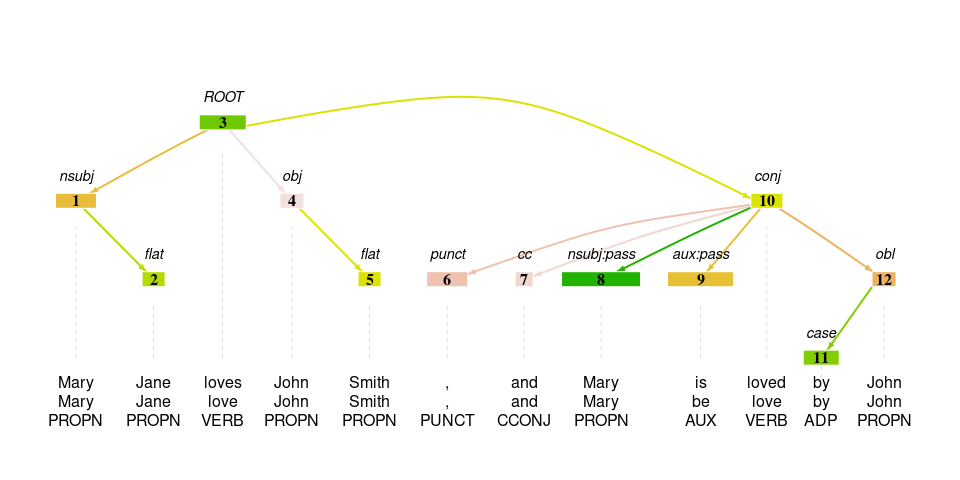 ROOT
3
nsubj obj conj
1 4 10
flat flat punct cc nsubj:pass aux:pass obl
2 5 6 7 8 9 12
case
11
Mary Jane loves John Smith , and Mary is loved by John
Mary Jane love John Smith , and Mary be love by John
PROPN PROPN VERB PROPN PROPN PUNCT CCONJ PROPN AUX VERB ADP PROPN